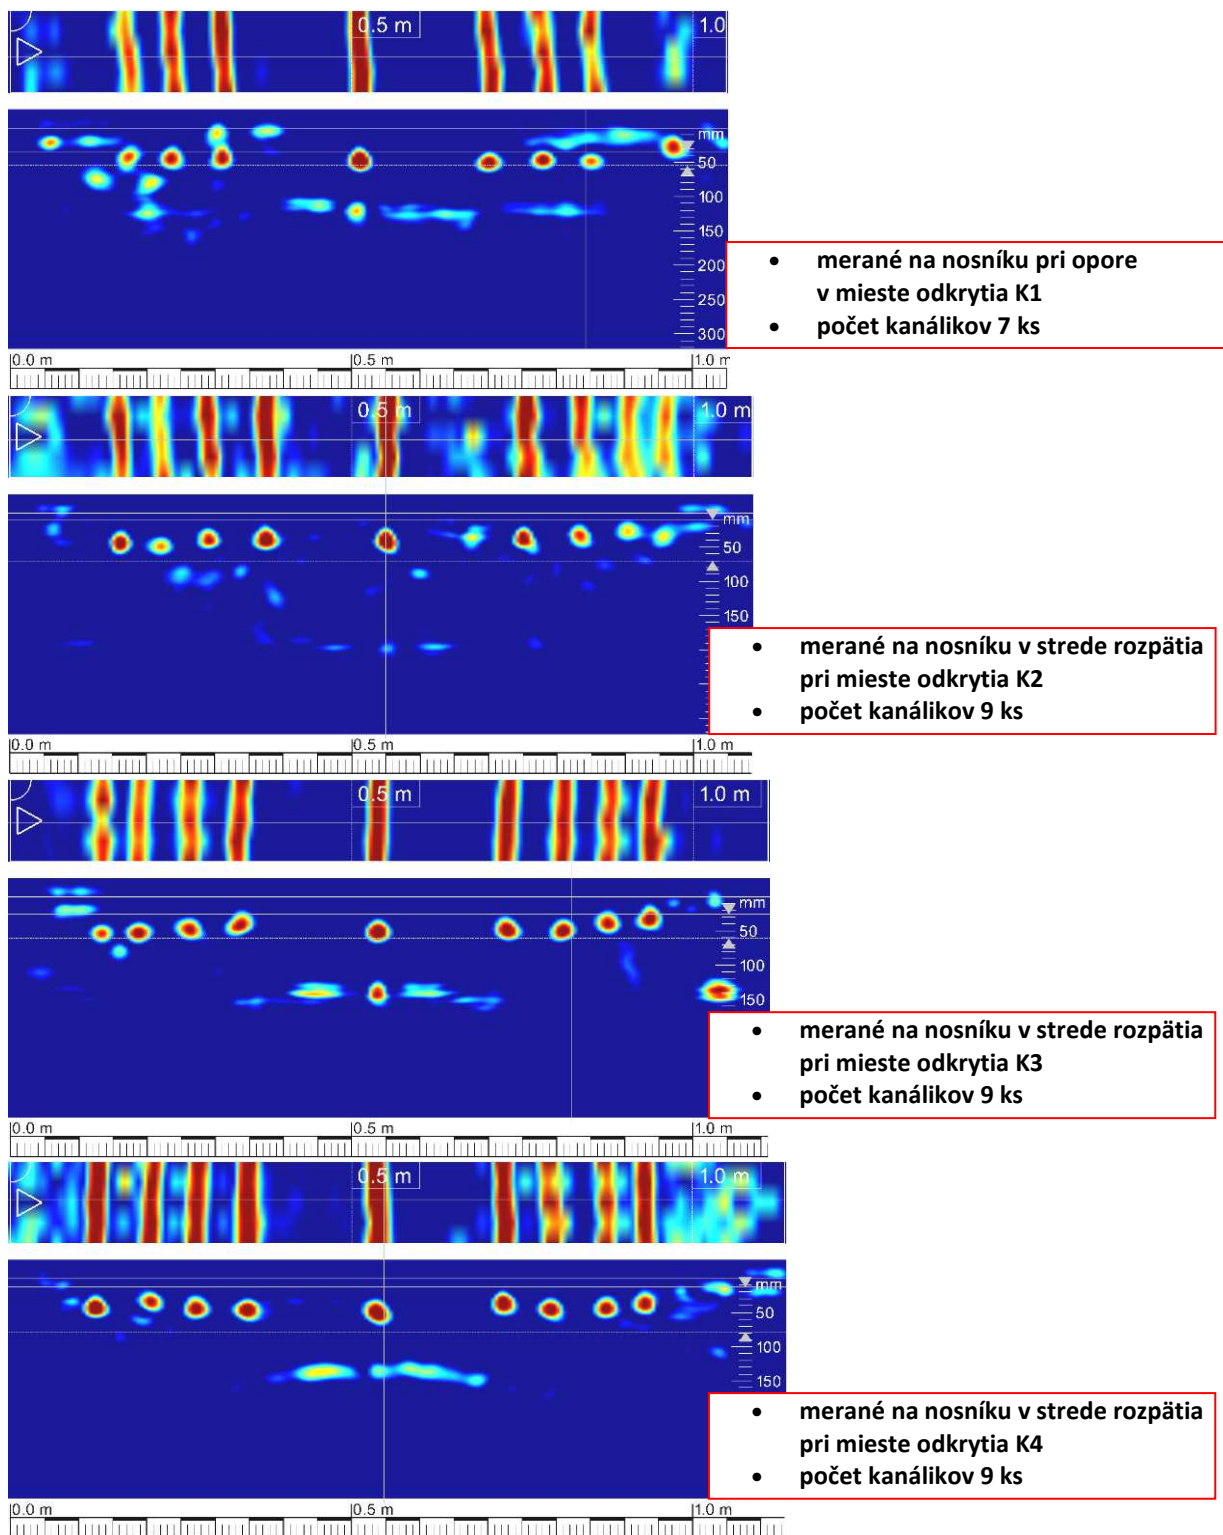 0.5 m
1.0
mm
50
100
150
200
250
300
0.0 m
0.5 m
1.0 m
• merané na nosníku pri opore
v mieste odkrytia K1
• počet kanálikov 7 ks
0.5 m
1.0 m
mm
50
100
150
0.0 m
0.5 m
1.0 m
• merané na nosníku v strede rozpätia
pri mieste odkrytia K2
• počet kanálikov 9 ks
0.5 m
1.0 m
mm
50
100
150
0.0 m
0.5 m
1.0 m
• merané na nosníku v strede rozpätia
pri mieste odkrytia K3
• počet kanálikov 9 ks
0.5 m
1.0 m
mm
50
100
150
0.0 m
0.5 m
1.0 m
• merané na nosníku v strede rozpätia
pri mieste odkrytia K4
• počet kanálikov 9 ks